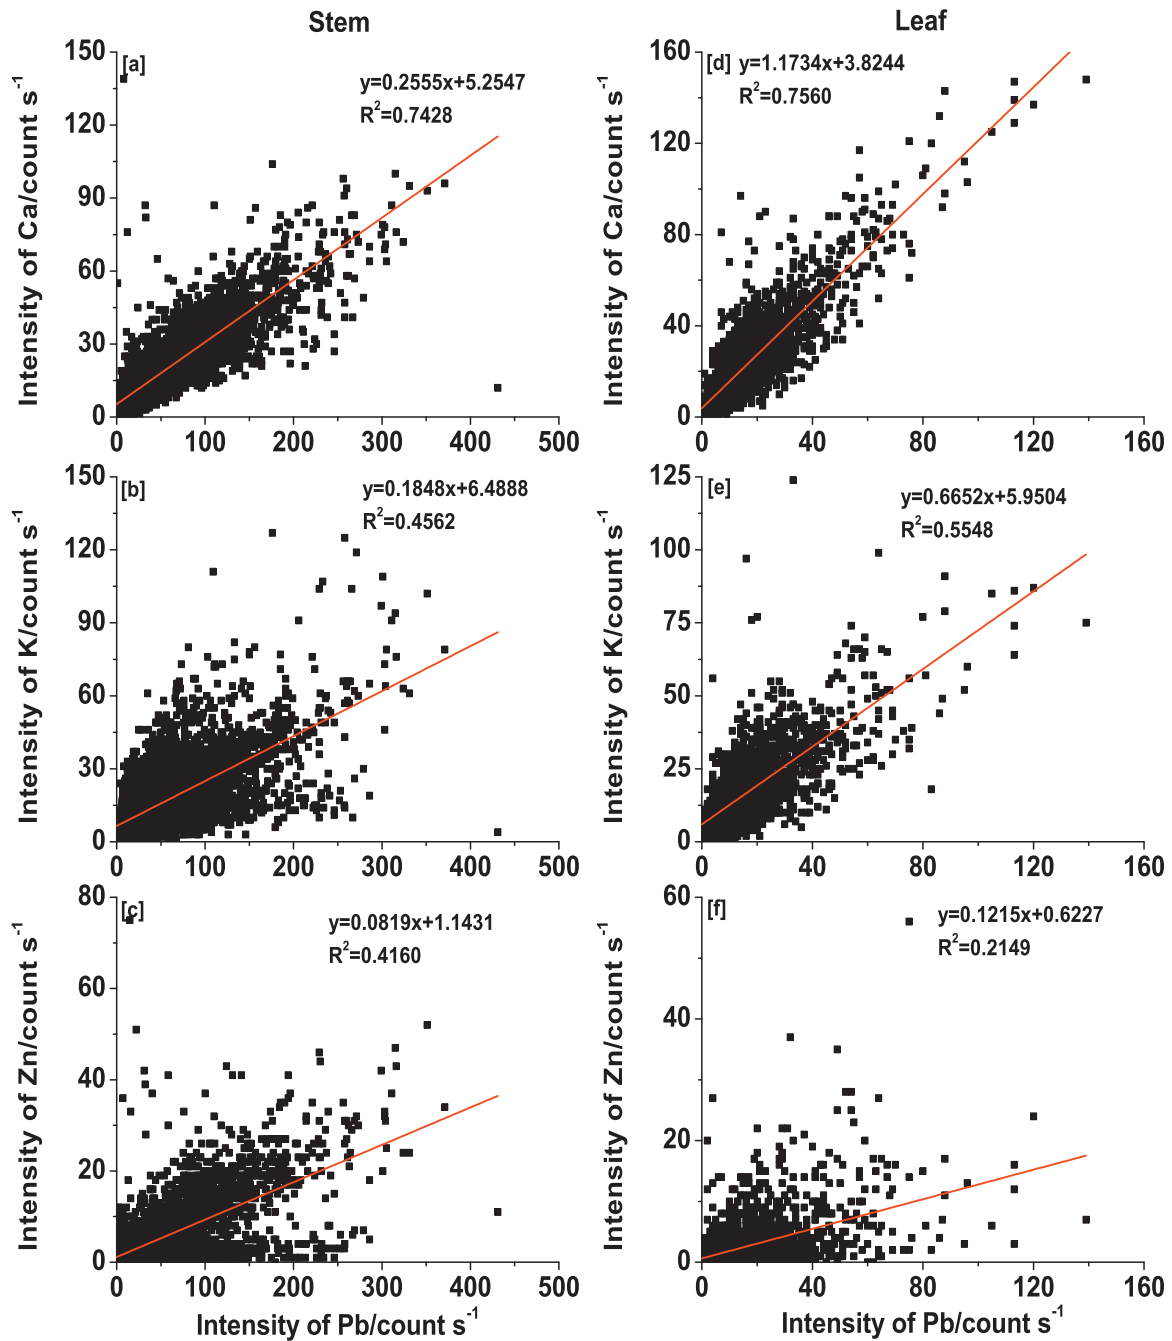 Stem
Leaf
[a]
y=0.2555x+5.2547
R²=0.7428
Intensity of Ca/count s⁻¹
150
120
90
60
30
0
0 100 200 300 400 500
[d] y=1.1734x+3.8244
R²=0.7560
Intensity of Ca/count s⁻¹
160
120
80
40
0
0 40 80 120 160
[b]
y=0.1848x+6.4888
R²=0.4562
Intensity of K/count s⁻¹
150
120
90
60
30
0
0 100 200 300 400 500
[e]
y=0.6652x+5.9504
R²=0.5548
Intensity of K/count s⁻¹
125
100
75
50
25
0
0 40 80 120 160
[c]
y=0.0819x+1.1431
R²=0.4160
Intensity of Zn/count s⁻¹
80
60
40
20
0
0 100 200 300 400 500
Intensity of Pb/count s⁻¹
[f]
y=0.1215x+0.6227
R²=0.2149
Intensity of Zn/count s⁻¹
60
40
20
0
0 40 80 120 160
Intensity of Pb/count s⁻¹